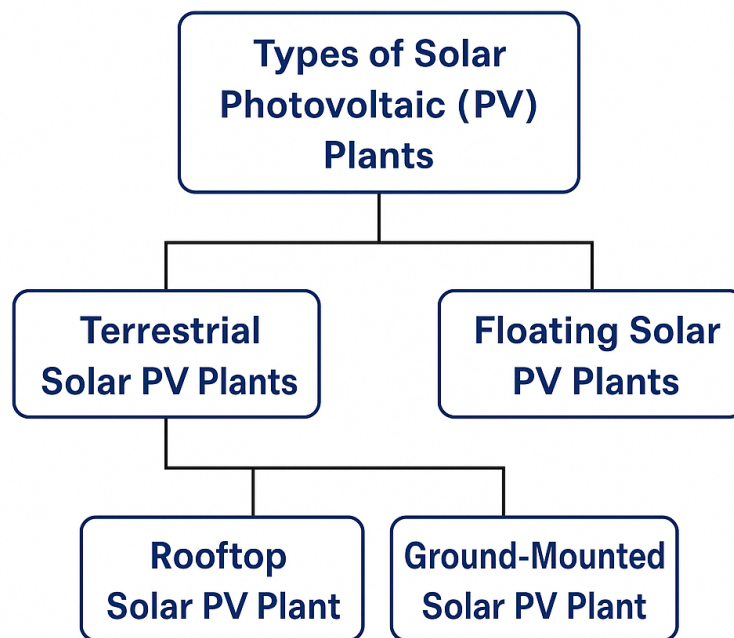 Types of Solar
Photovoltaic (PV)
Plants
Terrestrial
Solar PV Plants
Floating Solar
PV Plants
Rooftop
Solar PV Plant
Ground-Mounted
Solar PV Plant